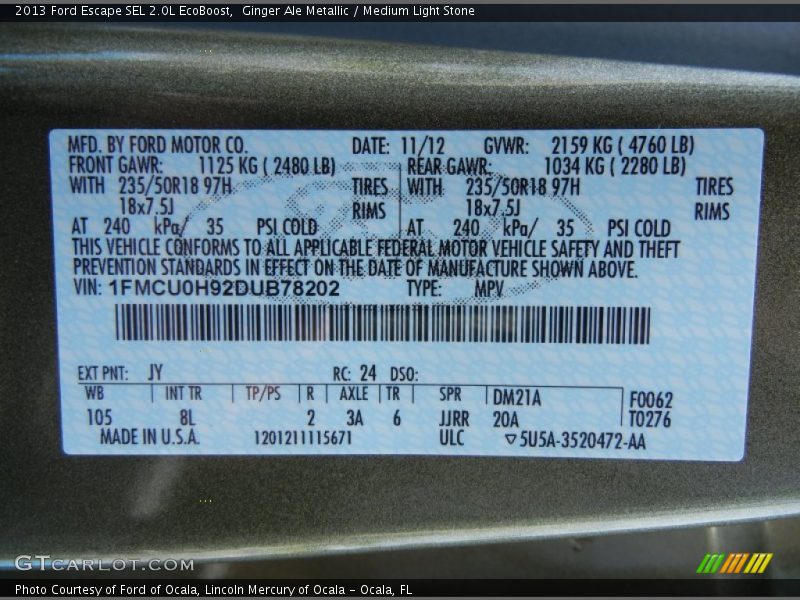 2013 Ford Escape SEL 2.0L EcoBoost,  Ginger Ale Metallic / Medium Light Stone
MFD. BY FORD MOTOR CO. DATE: 11/12 GVWR: 2159 KG ( 4760 LB)
FRONT GAWR: 1125 KG ( 2480 LB) REAR GAWR: 1034 KG ( 2280 LB)
WITH 235/50R18 97H TIRES WITH 235/50R18 97H TIRES
18x7.5J RIMS 18x7.5J RIMS
AT 240 kPa/ 35 PSI COLD AT 240 kPa/ 35 PSI COLD
THIS VEHICLE CONFORMS TO ALL APPLICABLE FEDERAL MOTOR VEHICLE SAFETY AND THEFT
PREVENTION STANDARDS IN EFFECT ON THE DATE OF MANUFACTURE SHOWN ABOVE.
VIN: 1FMCU0H92DUB78202 TYPE: MPV
EXT PNT: JY RC: 24 DSO:
WB INT TR TP/PS R AXLE TR SPR DM21A F0062
105 8L 2 3A 6 JJRR 20A T0276
MADE IN U.S.A. 1201211115671 ULC ▽5U5A-3520472-AA
GTCARLOT.COM
Photo Courtesy of Ford of Ocala, Lincoln Mercury of Ocala – Ocala, FL